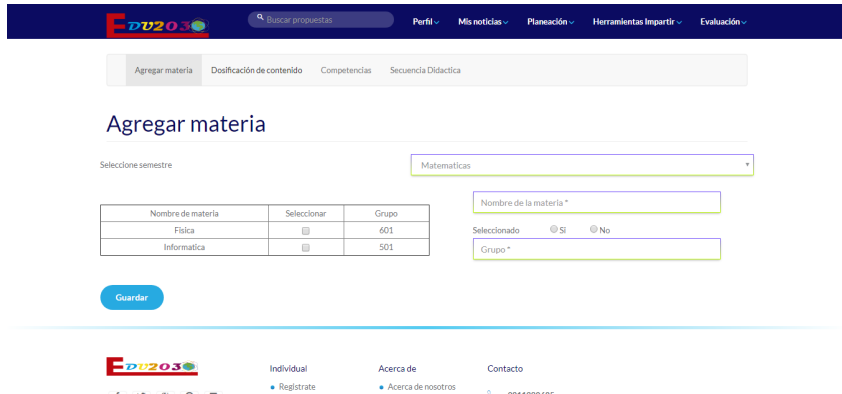 EDU2030
Buscar propuestas
Perfil
Mis noticias
Planeación
Herramientas Impartir
Evaluación
Agregar materia
Dosificación de contenido
Competencias
Secuencia Didactica
Agregar materia
Seleccione semestre
Matematicas
Nombre de materia Seleccionar Grupo
Fisica 601
Informatica 501
Nombre de la materia *
Seleccionado Si No
Grupo *
Guardar
EDU2030
Individual
Registrate
Acerca de
Acerca de nosotros
Contacto